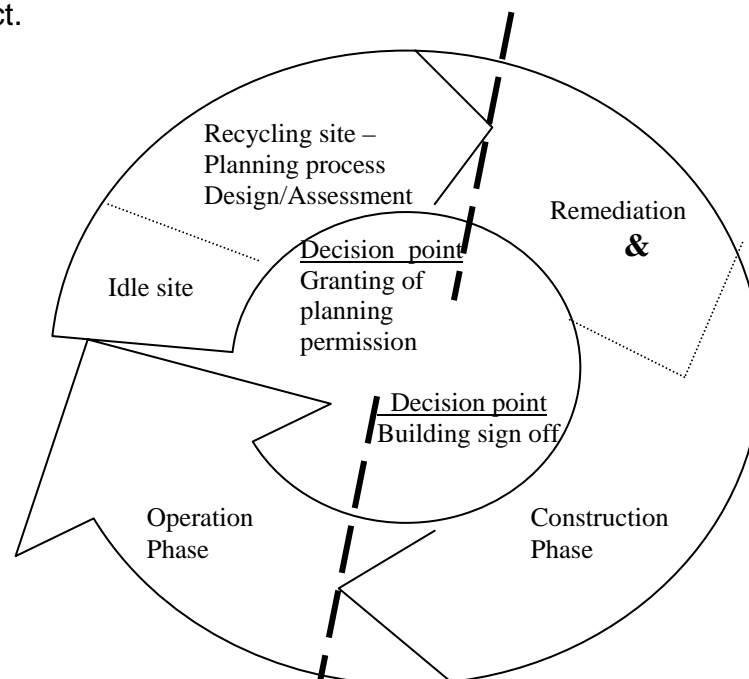 ct.
Recycling site –
Planning process
Design/Assessment
Remediation
&
Decision point
Granting of
planning
permission
Idle site
Decision point
Building sign off
Operation
Phase
Construction
Phase